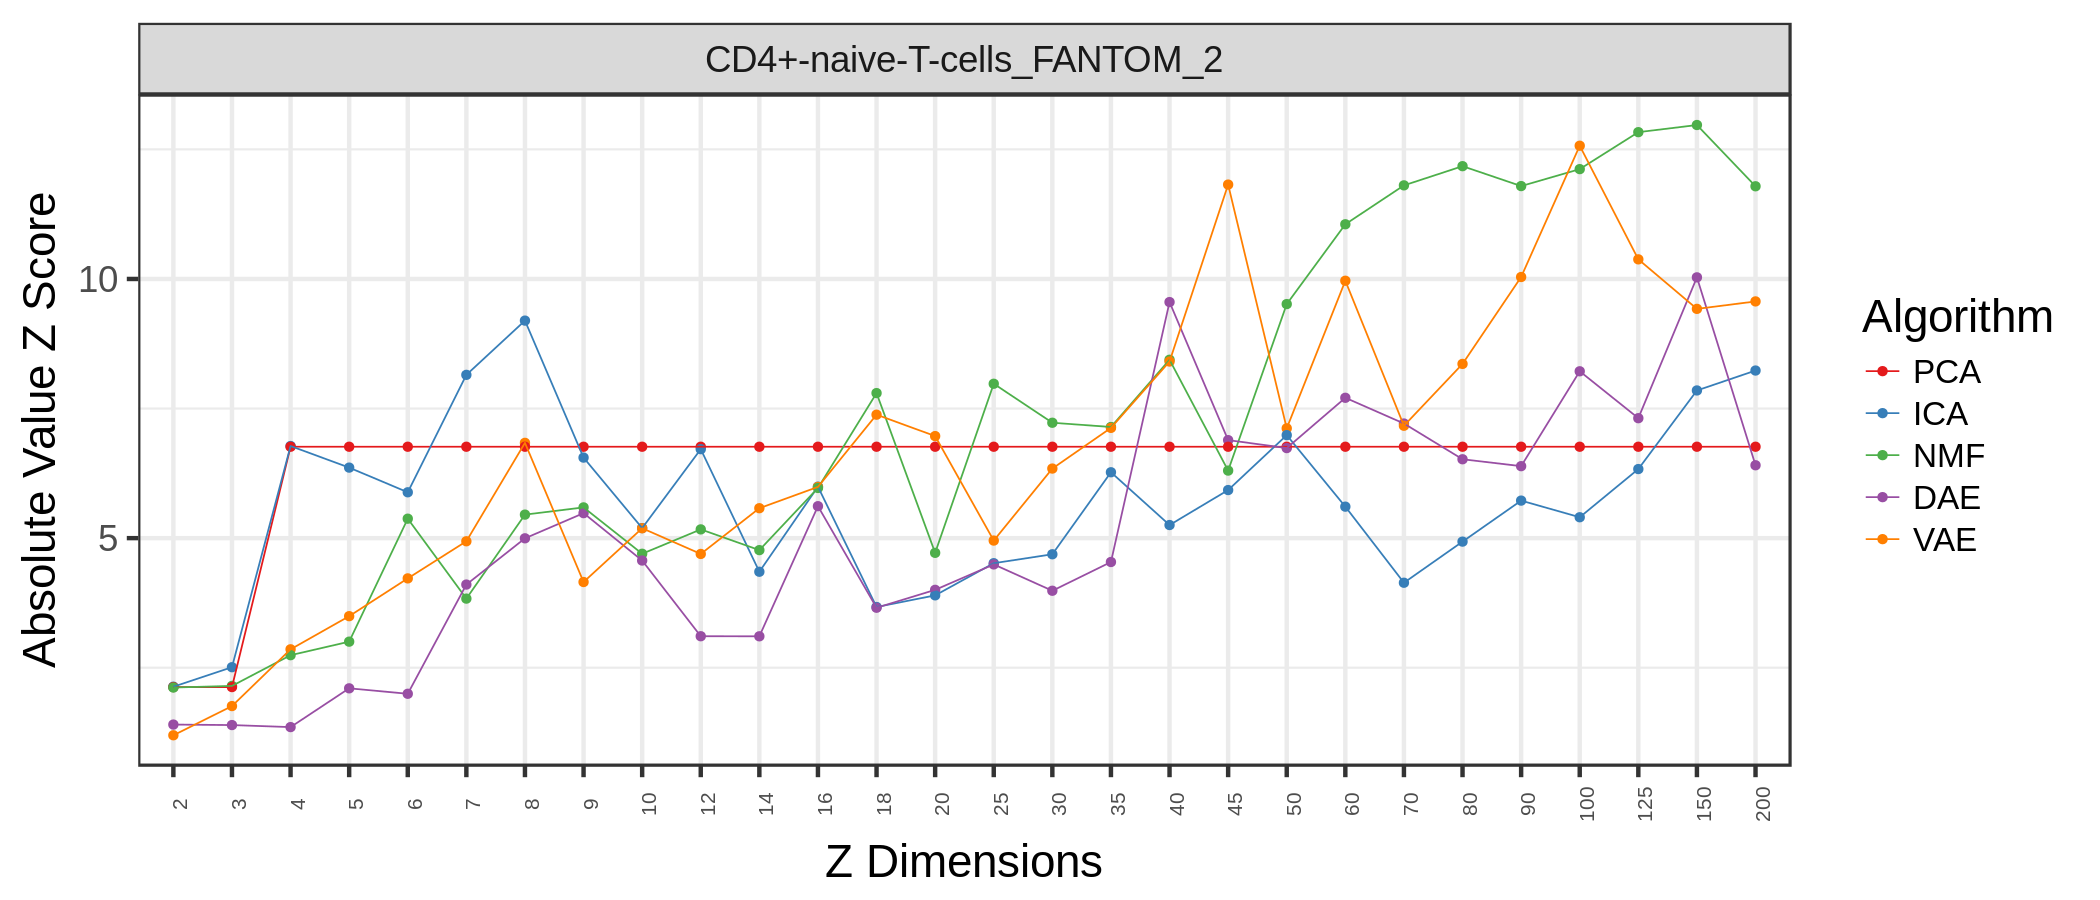 CD4+-naive-T-cells_FANTOM_2
Absolute Value Z Score
10
5
2 3 4 5 6 7 8 9 10 12 14 16 18 20 25 30 35 40 45 50 60 70 80 90 100 125 150 200
Z Dimensions
Algorithm
PCA
ICA
NMF
DAE
VAE